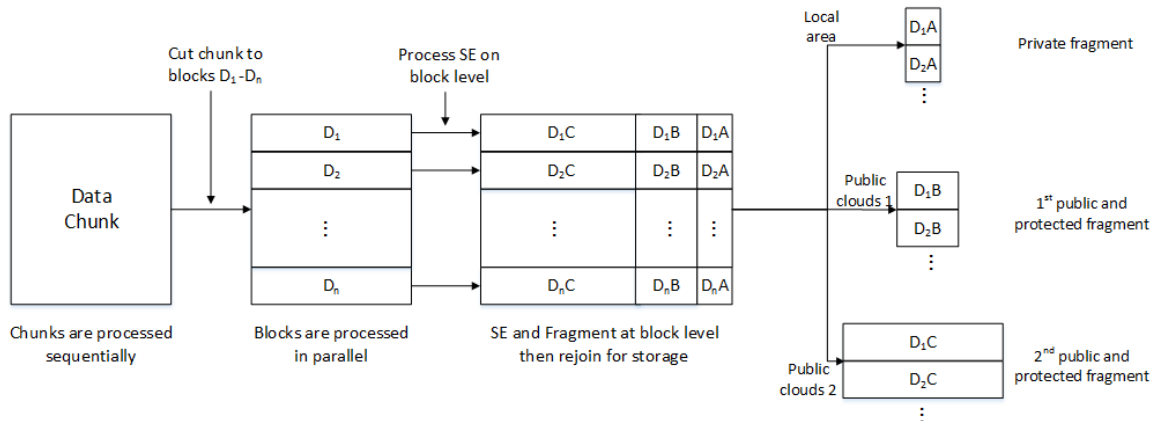 Cut chunk to
blocks D₁-Dₙ
Process SE on
block level
Data
Chunk
D₁
D₂
⋮
Dₙ
D₁C D₁B D₁A
D₂C D₂B D₂A
⋮ ⋮ ⋮
DₙC DₙB DₙA
Chunks are processed
sequentially
Blocks are processed
in parallel
SE and Fragment at block level
then rejoin for storage
Local
area
D₁A
D₂A
⋮
Private fragment
Public
clouds 1
D₁B
D₂B
⋮
1st public and
protected fragment
Public
clouds 2
D₁C
D₂C
⋮
2nd public and
protected fragment